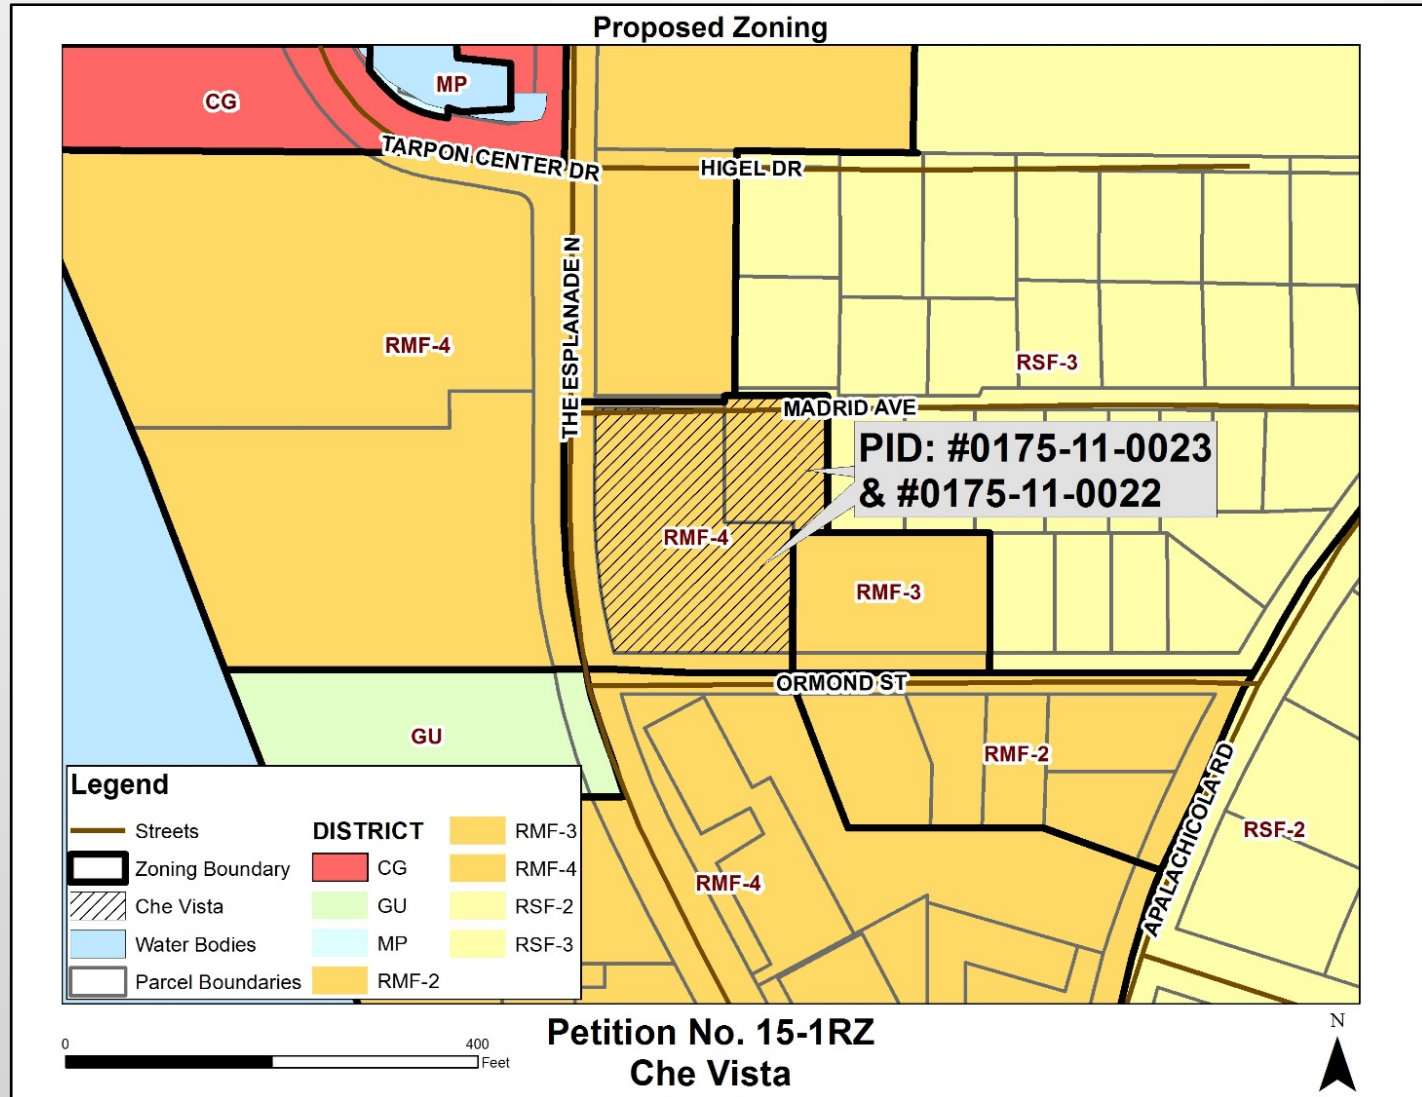 Proposed Zoning
CG
MP
TARPON CENTER DR
HIGEL DR
THE ESPLANADE N
RMF-4
RSF-3
MADRID AVE
PID: #0175-11-0023
& #0175-11-0022
RMF-4
RMF-3
ORMOND ST
GU
RMF-2
APALACHICOLA RD
RSF-2
RMF-4
Legend
Streets
Zoning Boundary
Che Vista
Water Bodies
Parcel Boundaries
DISTRICT
CG
GU
MP
RMF-2
RMF-3
RMF-4
RSF-2
RSF-3
0
400
Feet
Petition No. 15-1RZ
Che Vista
N